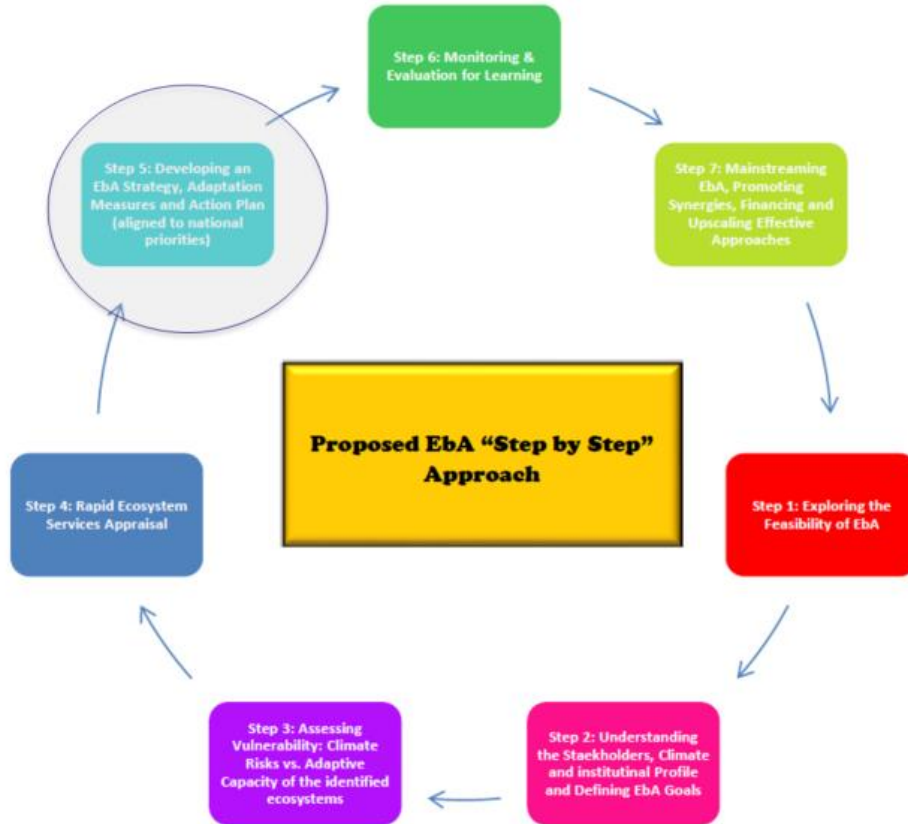 Step 6: Monitoring &
Evaluation for Learning
Step 5: Developing an
EbA Strategy, Adaptation
Measures and Action Plan
(aligned to national
priorities)
Step 7: Mainstreaming
EbA, Promoting
Synergies, Financing and
Upscaling Effective
Approaches
Proposed EbA “Step by Step”
Approach
Step 4: Rapid Ecosystem
Services Appraisal
Step 1: Exploring the
Feasibility of EbA
Step 3: Assessing
Vulnerability: Climate
Risks vs. Adaptive
Capacity of the identified
ecosystems
Step 2: Understanding
the Staekholders, Climate
and institutinal Profile
and Defining EbA Goals